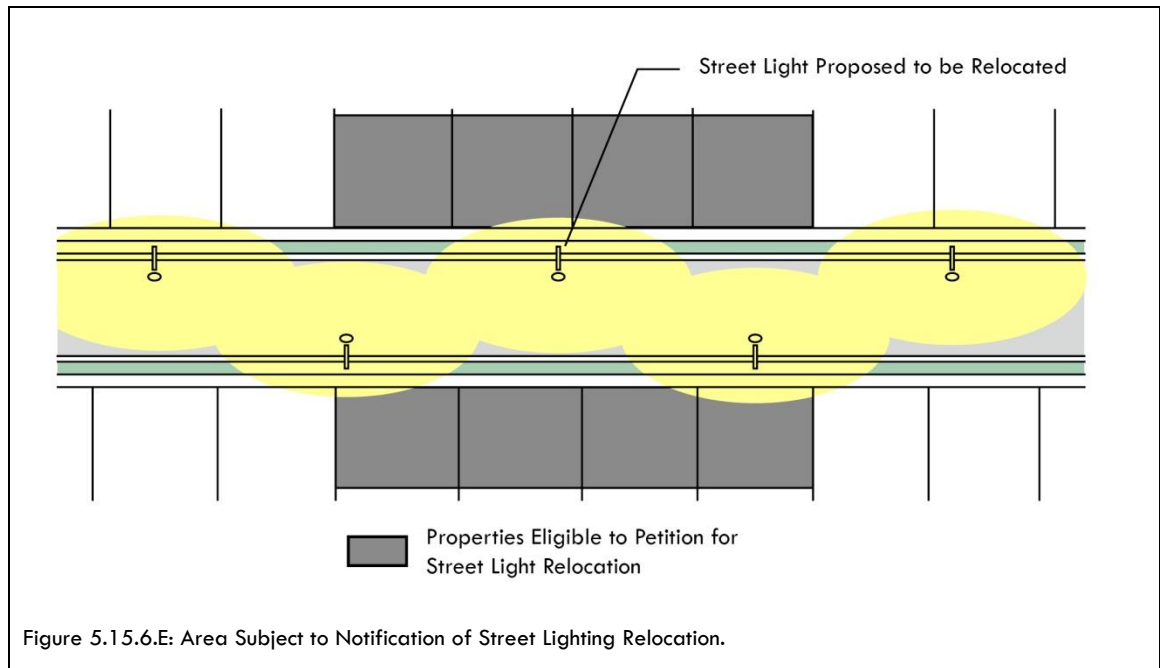 Street Light Proposed to be Relocated
Properties Eligible to Petition for
Street Light Relocation
Figure 5.15.6.E: Area Subject to Notification of Street Lighting Relocation.